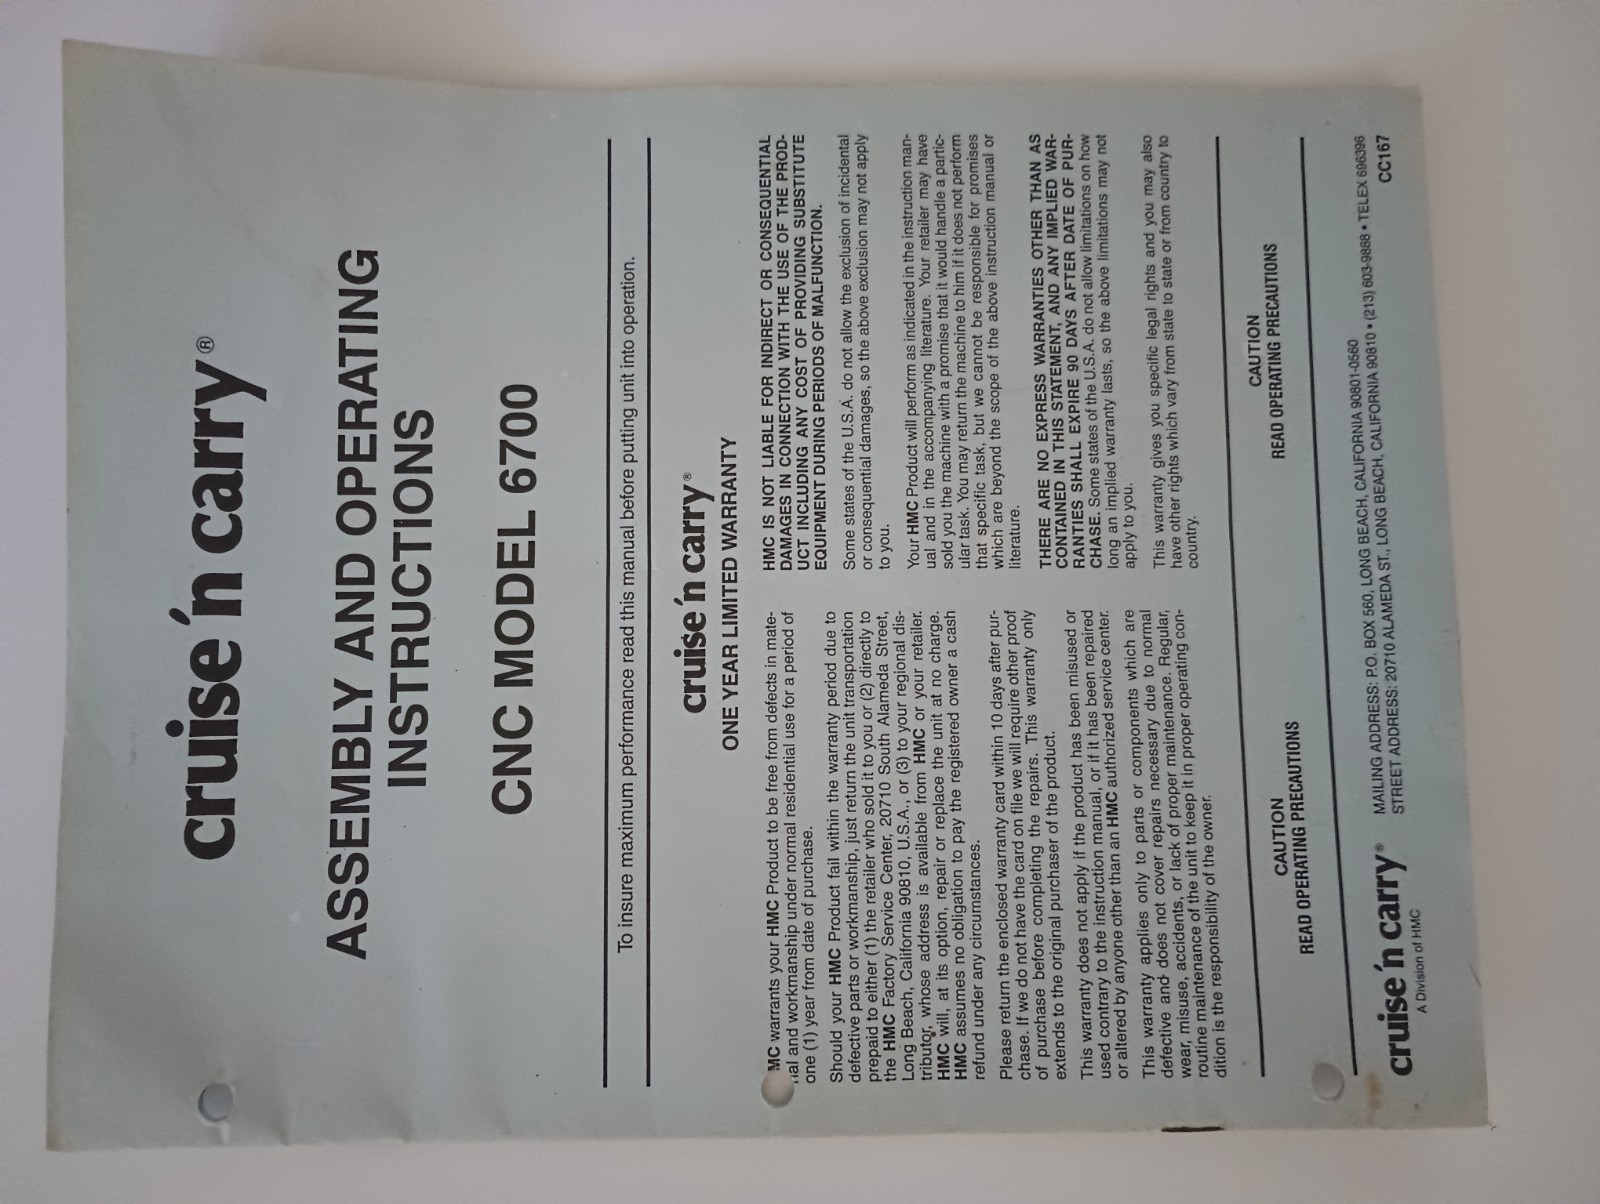 cruise 'n carry®
ASSEMBLY AND OPERATING
INSTRUCTIONS
CNC MODEL 6700
To insure maximum performance read this manual before putting unit into operation.
cruise 'n carry®
ONE YEAR LIMITED WARRANTY
MC warrants your HMC Product to be free from defects in mate-
ial and workmanship under normal residential use for a period of
one (1) year from date of purchase.
Should your HMC Product fail within the warranty period due to
defective parts or workmanship, just return the unit transportation
prepaid to either (1) the retailer who sold it to you or (2) directly to
the HMC Factory Service Center, 20710 South Alameda Street,
Long Beach, California 90810, U.S.A., or (3) to your regional dis-
tributor, whose address is available from HMC or your retailer.
HMC will, at its option, repair or replace the unit at no charge.
HMC assumes no obligation to pay the registered owner a cash
refund under any circumstances.
Please return the enclosed warranty card within 10 days after pur-
chase. If we do not have the card on file we will require other proof
of purchase before completing the repairs. This warranty only
extends to the original purchaser of the product.
This warranty does not apply if the product has been misused or
used contrary to the instruction manual, or if it has been repaired
or altered by anyone other than an HMC authorized service center.
This warranty applies only to parts or components which are
defective and does not cover repairs necessary due to normal
wear, misuse, accidents, or lack of proper maintenance. Regular,
routine maintenance of the unit to keep it in proper operating con-
dition is the responsibility of the owner.
HMC IS NOT LIABLE FOR INDIRECT OR CONSEQUENTIAL
DAMAGES IN CONNECTION WITH THE USE OF THE PROD-
UCT INCLUDING ANY COST OF PROVIDING SUBSTITUTE
EQUIPMENT DURING PERIODS OF MALFUNCTION.
Some states of the U.S.A. do not allow the exclusion of incidental
or consequential damages, so the above exclusion may not apply
to you.
Your HMC Product will perform as indicated in the instruction man-
ual and in the accompanying literature. Your retailer may have
sold you the machine with a promise that it would handle a partic-
ular task. You may return the machine to him if it does not perform
that specific task, but we cannot be responsible for promises
which are beyond the scope of the above instruction manual or
literature.
THERE ARE NO EXPRESS WARRANTIES OTHER THAN AS
CONTAINED IN THIS STATEMENT, AND ANY IMPLIED WAR-
RANTIES SHALL EXPIRE 90 DAYS AFTER DATE OF PUR-
CHASE. Some states of the U.S.A. do not allow limitations on how
long an implied warranty lasts, so the above limitations may not
apply to you.
This warranty gives you specific legal rights and you may also
have other rights which vary from state to state or from country to
country.
CAUTION
READ OPERATING PRECAUTIONS
CAUTION
READ OPERATING PRECAUTIONS
cruise 'n carry®
A Division of HMC
MAILING ADDRESS: P.O. BOX 560, LONG BEACH, CALIFORNIA 90801-0560
STREET ADDRESS: 20710 ALAMEDA ST., LONG BEACH, CALIFORNIA 90810 • (213) 603-9888 • TELEX 696396
CC167